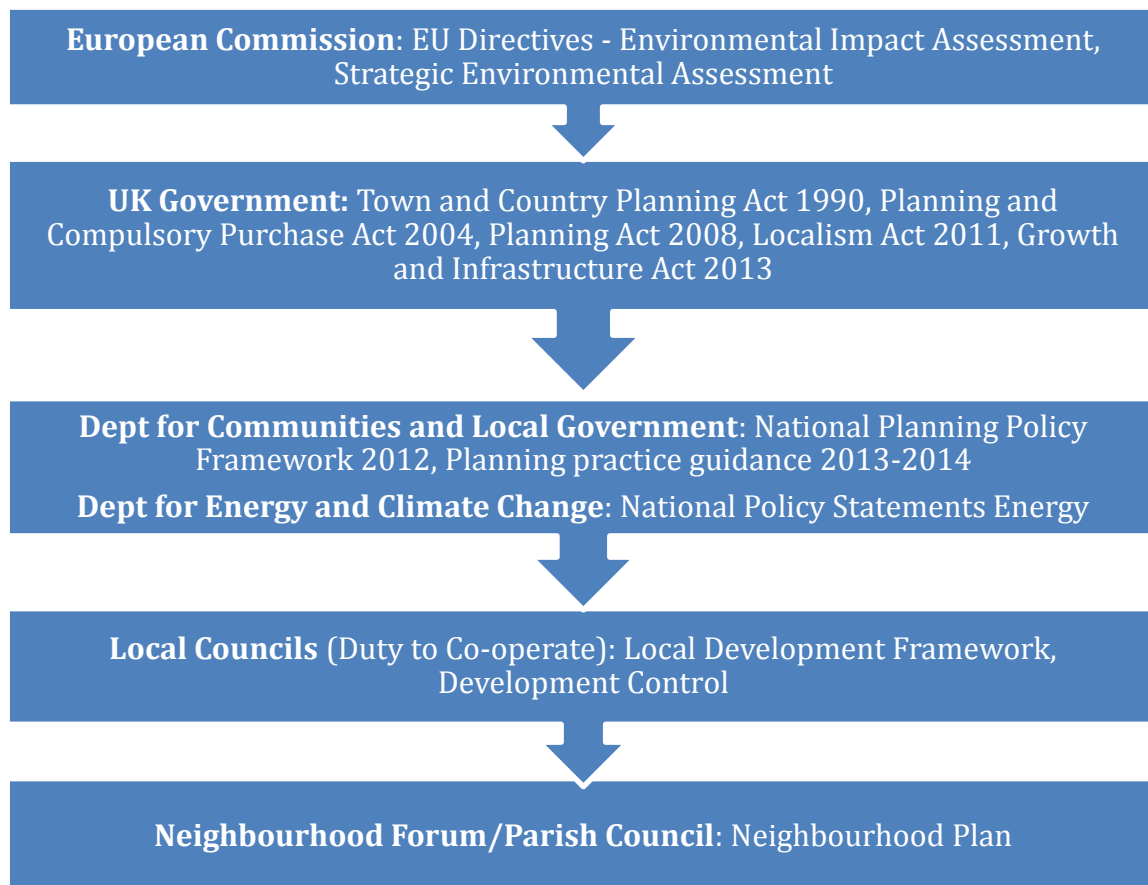 European Commission: EU Directives - Environmental Impact Assessment,
Strategic Environmental Assessment
UK Government: Town and Country Planning Act 1990, Planning and
Compulsory Purchase Act 2004, Planning Act 2008, Localism Act 2011, Growth
and Infrastructure Act 2013
Dept for Communities and Local Government: National Planning Policy
Framework 2012, Planning practice guidance 2013-2014
Dept for Energy and Climate Change: National Policy Statements Energy
Local Councils (Duty to Co-operate): Local Development Framework,
Development Control
Neighbourhood Forum/Parish Council: Neighbourhood Plan